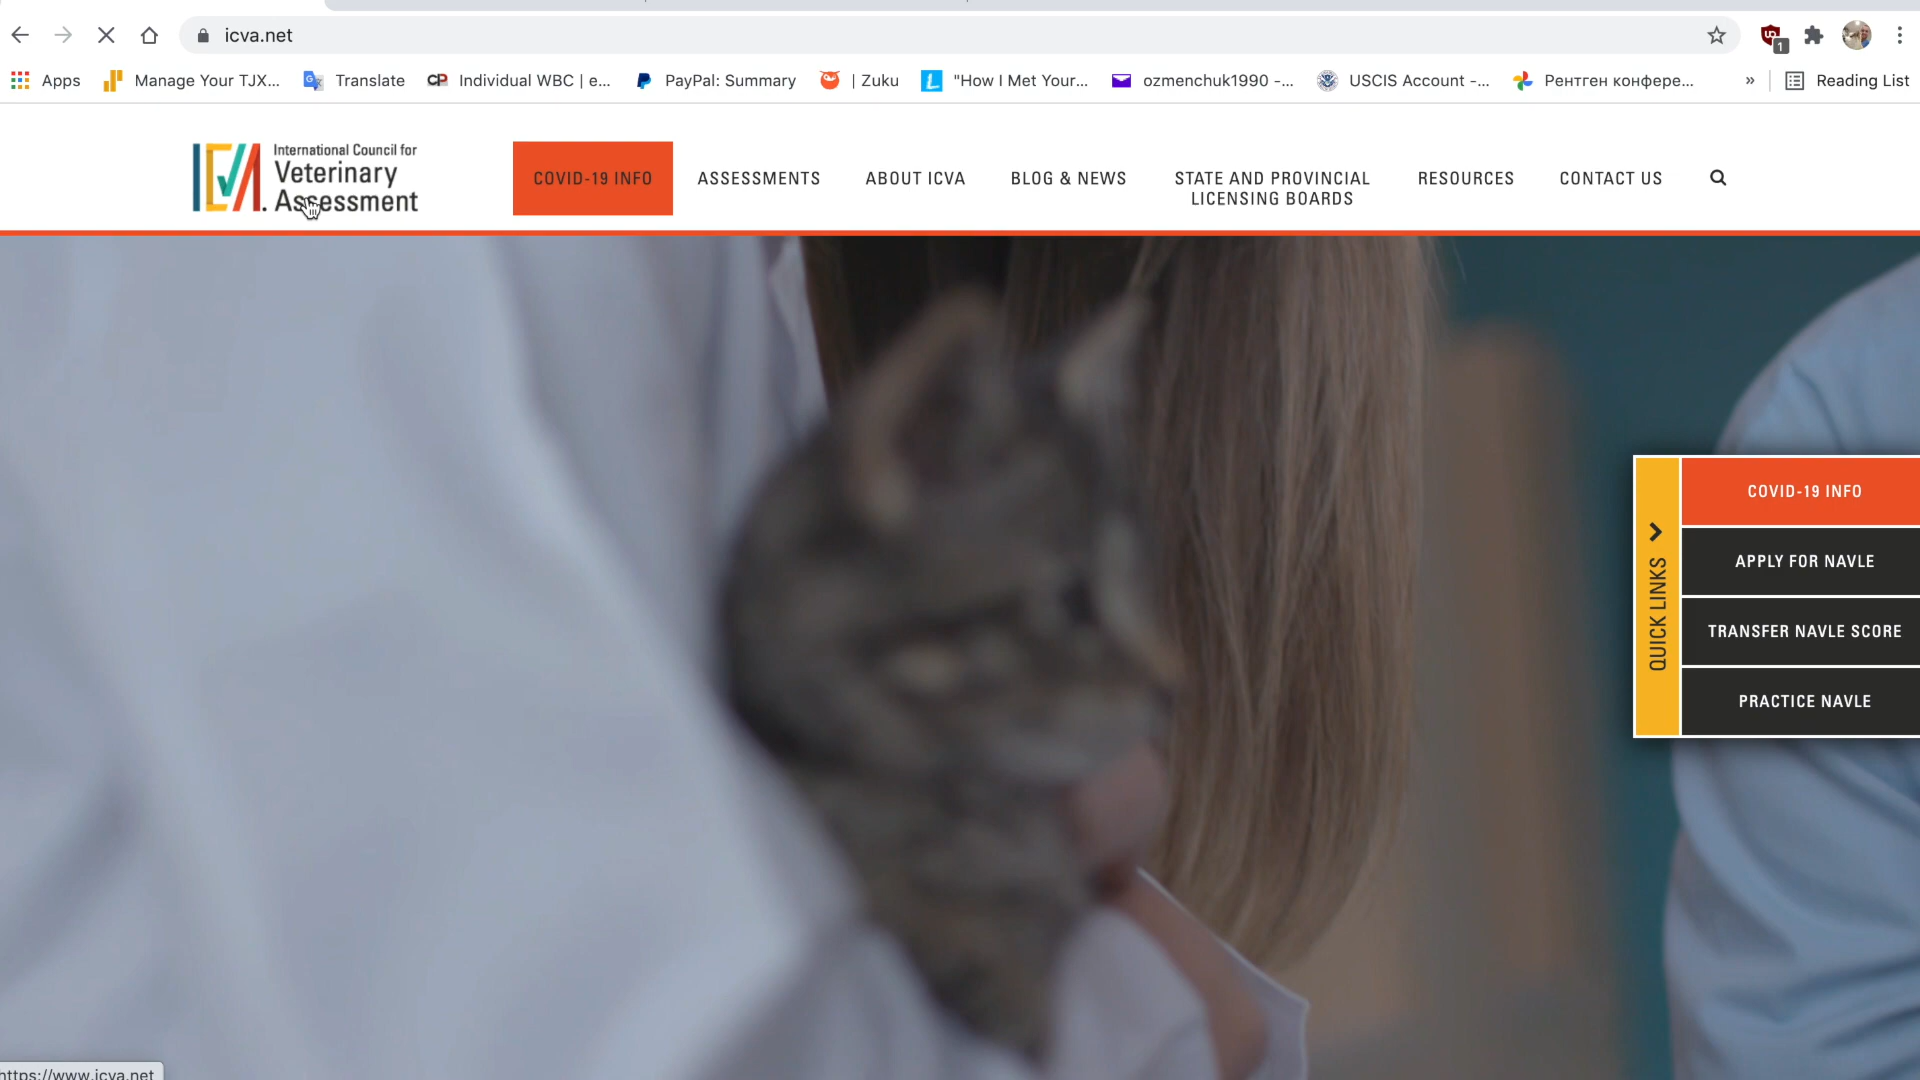 icva.net
1
Apps
Manage Your TJX...
Translate
CP Individual WBC | e...
PayPal: Summary
| Zuku
L "How I Met Your...
ozmenchuk1990 -...
USCIS Account -...
Рентген конфере...
»
Reading List
International Council for
Veterinary
Assessment
COVID-19 INFO
ASSESSMENTS
ABOUT ICVA
BLOG & NEWS
STATE AND PROVINCIAL
LICENSING BOARDS
RESOURCES
CONTACT US
QUICK LINKS
COVID-19 INFO
APPLY FOR NAVLE
TRANSFER NAVLE SCORE
PRACTICE NAVLE
https://www.icva.net